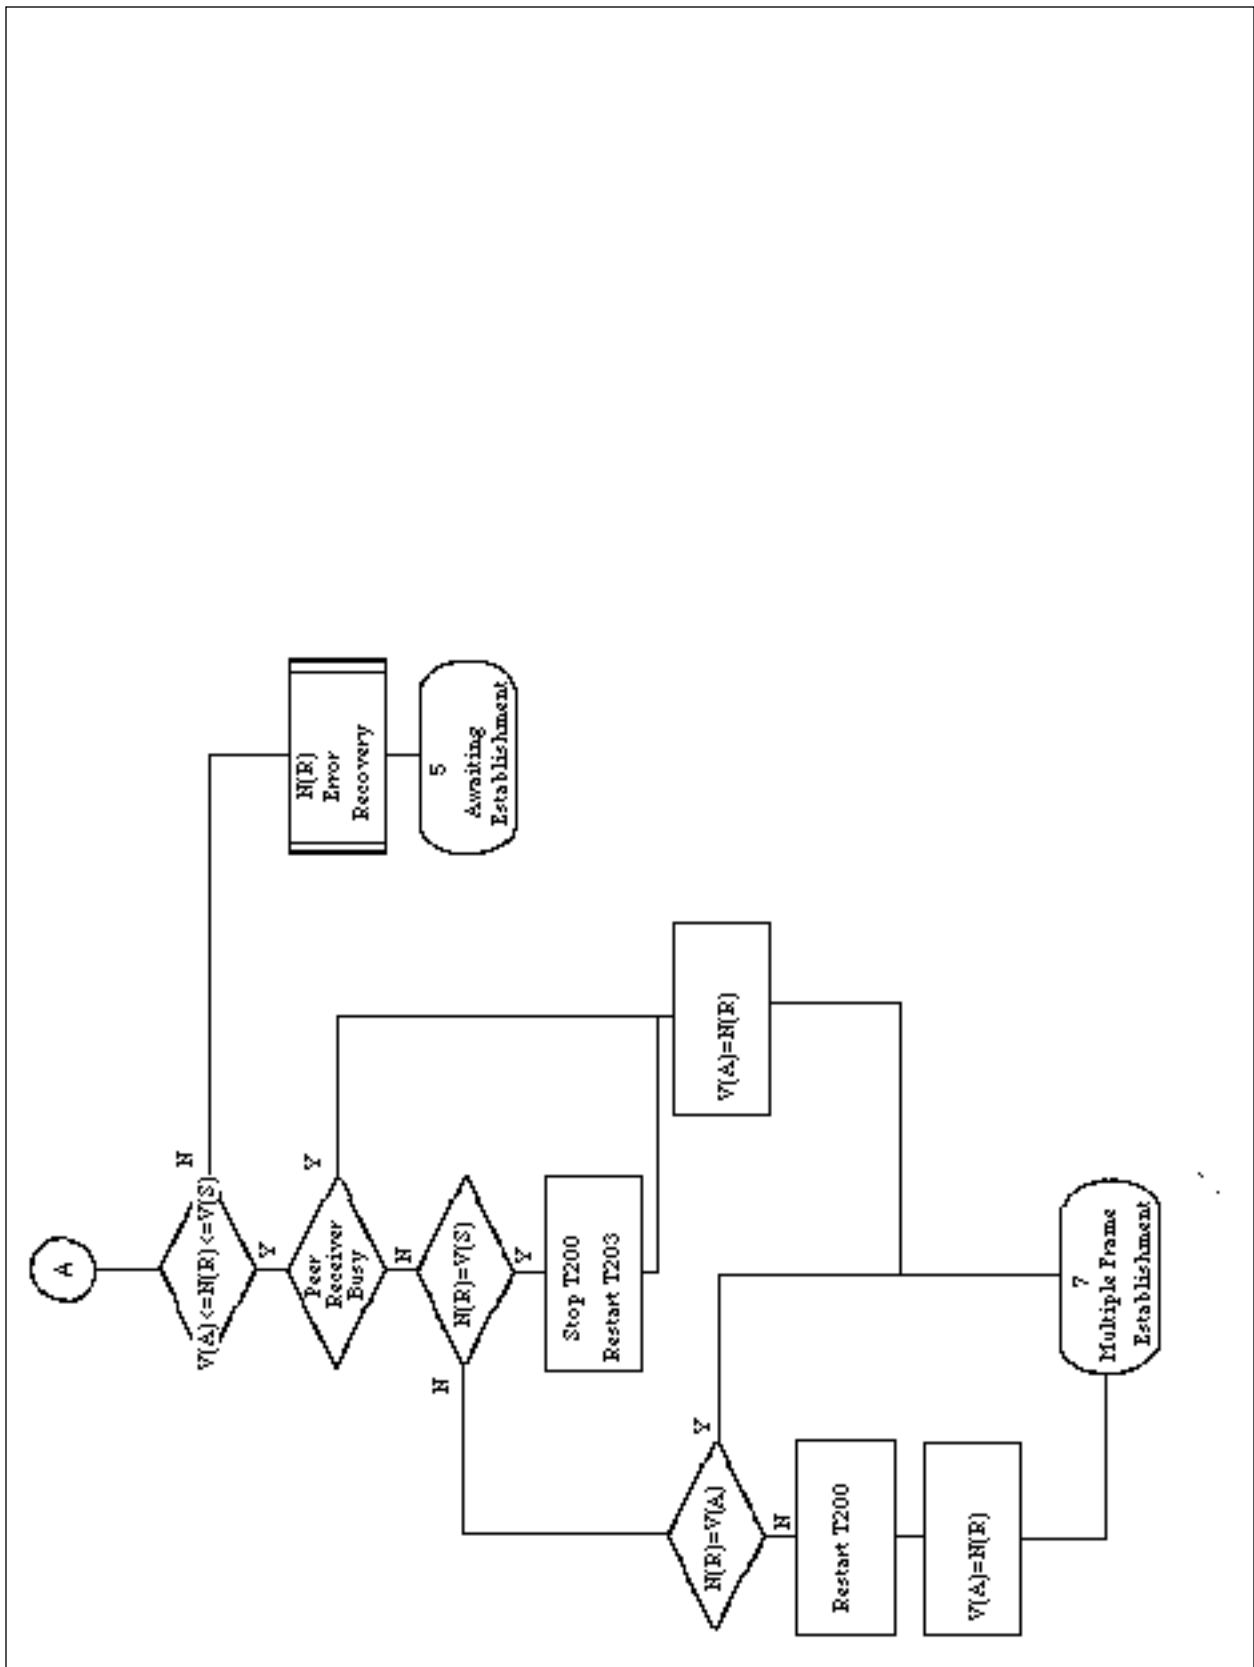 A
V(A)<=N(R)<=V(S)
N
Y
Peer
Receiver
Busy
Y
N
N(R)=V(S)
N
Y
Stop T200
Restart T203
N(R)
Error
Recovery
5
Awaiting
Establishment
V(A)=N(R)
N(R)=V(A)
Y
N
Restart T200
V(A)=N(R)
7
Multiple Frame
Establishment